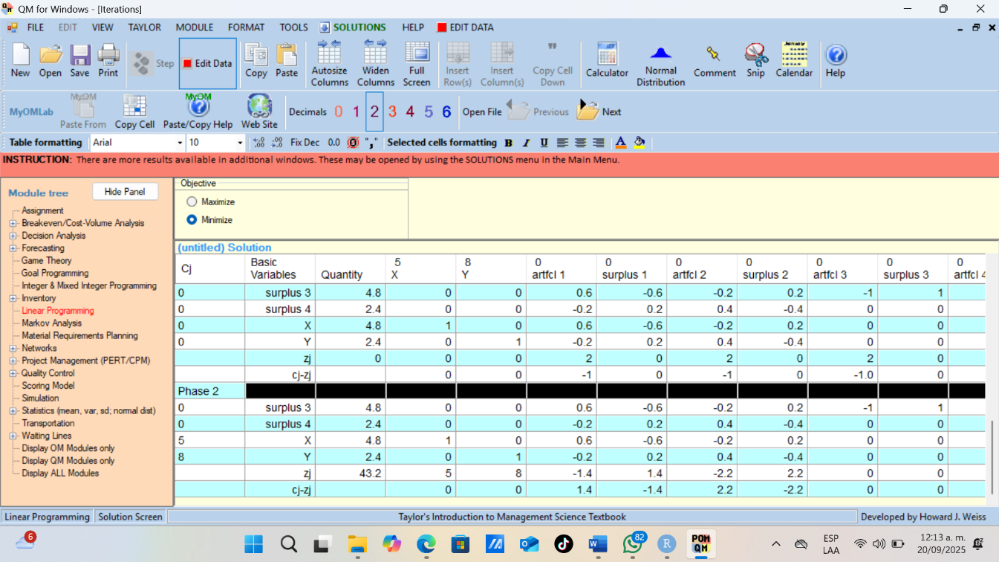 QM for Windows - [Iterations]
FILE EDIT VIEW TAYLOR MODULE FORMAT TOOLS SOLUTIONS HELP EDIT DATA
New Open Save Print Step Edit Data Copy Paste Autosize Columns Widen Columns Full Screen Insert Row(s) Insert Column(s) Copy Cell Down Calculator Normal Distribution Comment Snip Calendar Help
MyOMLab Paste From Copy Cell Paste/Copy Help Web Site Decimals 0 1 2 3 4 5 6 Open File Previous Next
Table formatting Arial 10 Fix Dec 0.0 "," Selected cells formatting B I U A
INSTRUCTION: There are more results available in additional windows. These may be opened by using the SOLUTIONS menu in the Main Menu.
Module tree Hide Panel
Assignment
Breakeven/Cost-Volume Analysis
Decision Analysis
Forecasting
Game Theory
Goal Programming
Integer & Mixed Integer Programming
Inventory
Linear Programming
Markov Analysis
Material Requirements Planning
Networks
Project Management (PERT/CPM)
Quality Control
Scoring Model
Simulation
Statistics (mean, var, sd; normal dist)
Transportation
Waiting Lines
Display OM Modules only
Display QM Modules only
Display ALL Modules
Objective
Maximize
Minimize
(untitled) Solution
Cj Basic Variables Quantity 5 X 8 Y 0 artfcl 1 0 surplus 1 0 artfcl 2 0 surplus 2 0 artfcl 3 0 surplus 3 0 artfcl 4
0 surplus 3 4.8 0 0 0.6 -0.6 -0.2 0.2 -1 1
0 surplus 4 2.4 0 0 -0.2 0.2 0.4 -0.4 0 0
0 X 4.8 1 0 0.6 -0.6 -0.2 0.2 0 0
0 Y 2.4 0 1 -0.2 0.2 0.4 -0.4 0 0
zj 0 0 0 2 0 2 0 2 0
cj-zj 0 0 -1 0 -1 0 -1.0 0
Phase 2
0 surplus 3 4.8 0 0 0.6 -0.6 -0.2 0.2 -1 1
0 surplus 4 2.4 0 0 -0.2 0.2 0.4 -0.4 0 0
5 X 4.8 1 0 0.6 -0.6 -0.2 0.2 0 0
8 Y 2.4 0 1 -0.2 0.2 0.4 -0.4 0 0
zj 43.2 5 8 -1.4 1.4 -2.2 2.2 0 0
cj-zj 0 0 1.4 -1.4 2.2 -2.2 0 0
Linear Programming Solution Screen Taylor's Introduction to Management Science Textbook Developed by Howard J. Weiss
6 82 R POM QM ESP LAA 12:13 a. m. 20/09/2025